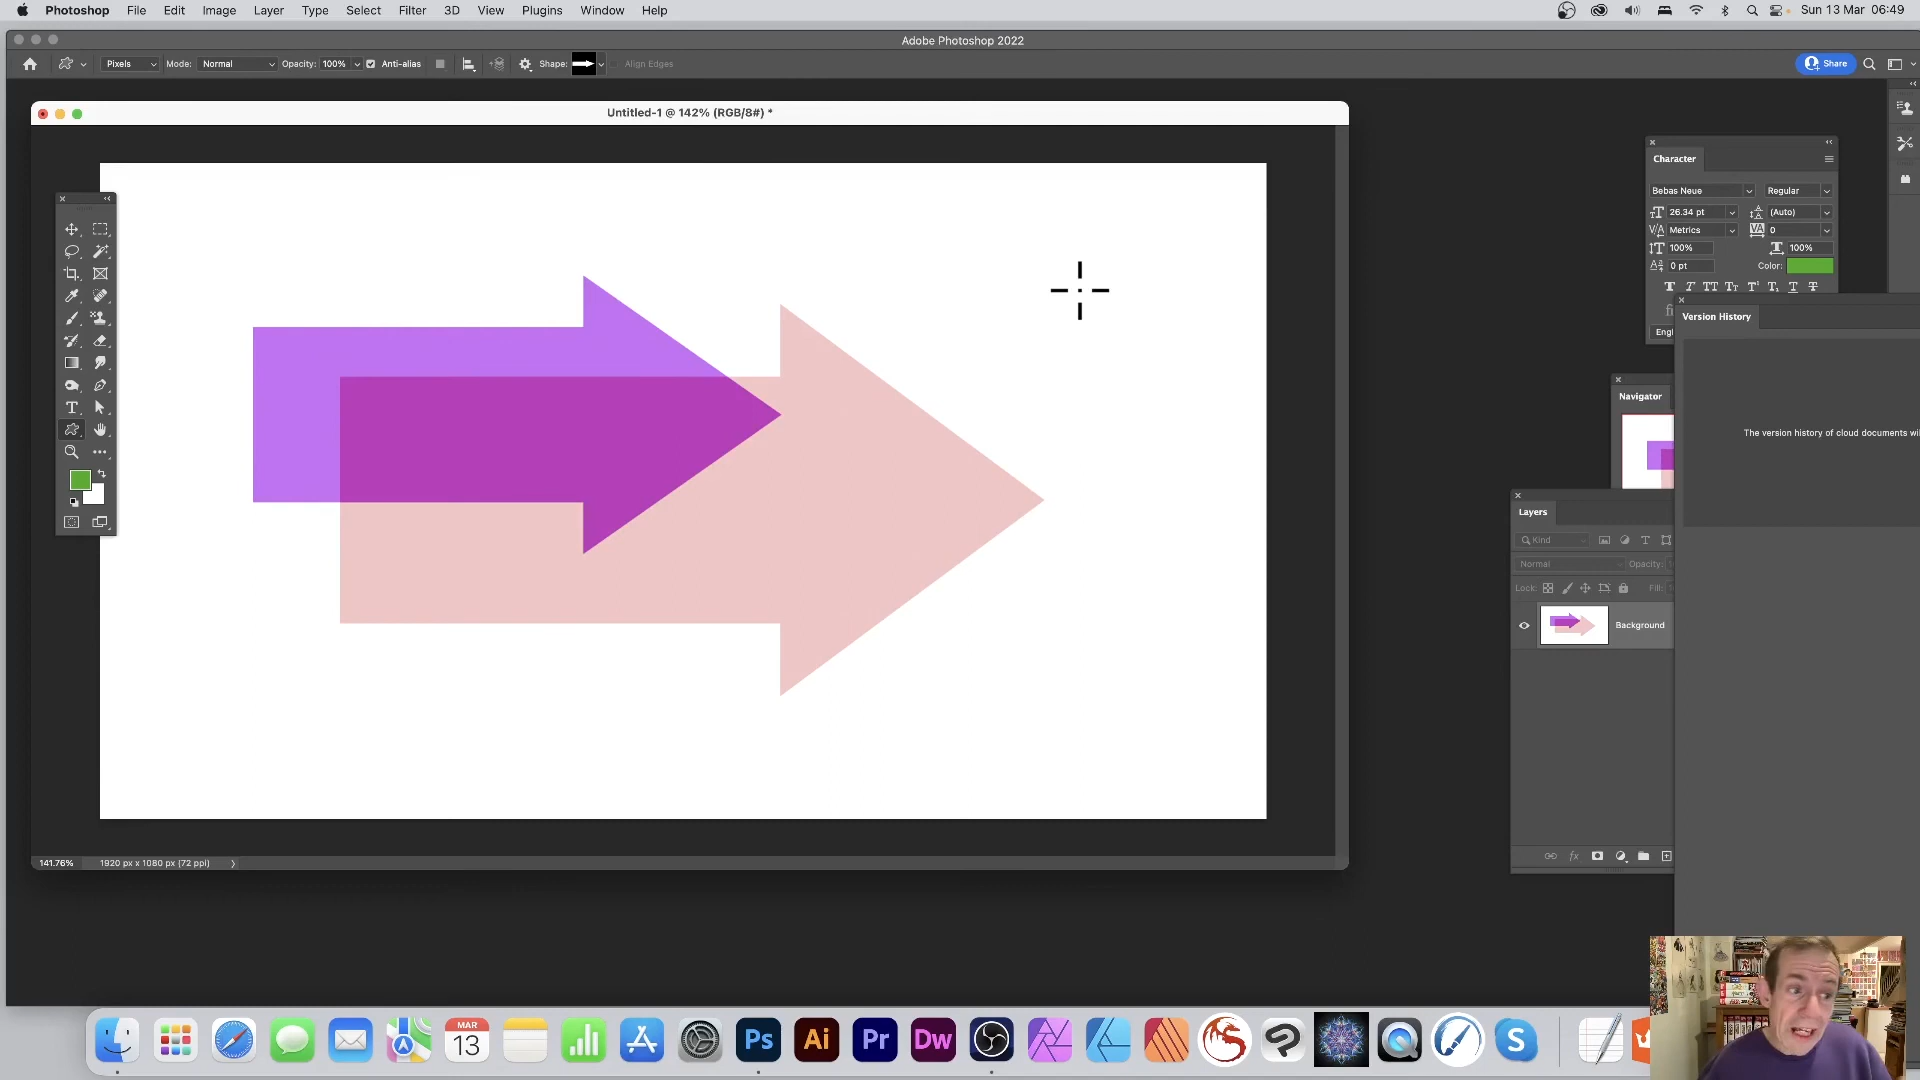 Photoshop File Edit Image Layer Type Select Filter 3D View Plugins Window Help Sun 13 Mar 06:49
Adobe Photoshop 2022
Pixels Mode: Normal Opacity: 100% Anti-alias Shape: Align Edges Share
Untitled-1 @ 142% (RGB/8#) *
Character
Bebas Neue Regular
26.34 pt (Auto)
Metrics 0
100% 100%
0 pt Color:
Engl
Version History
The version history of cloud documents wil
Navigator
Layers
Kind
Normal Opacity:
Lock: Fill:
Background
141.76% 1920 px x 1080 px (72 ppi)
MAR
13
Ps Ai Pr Dw